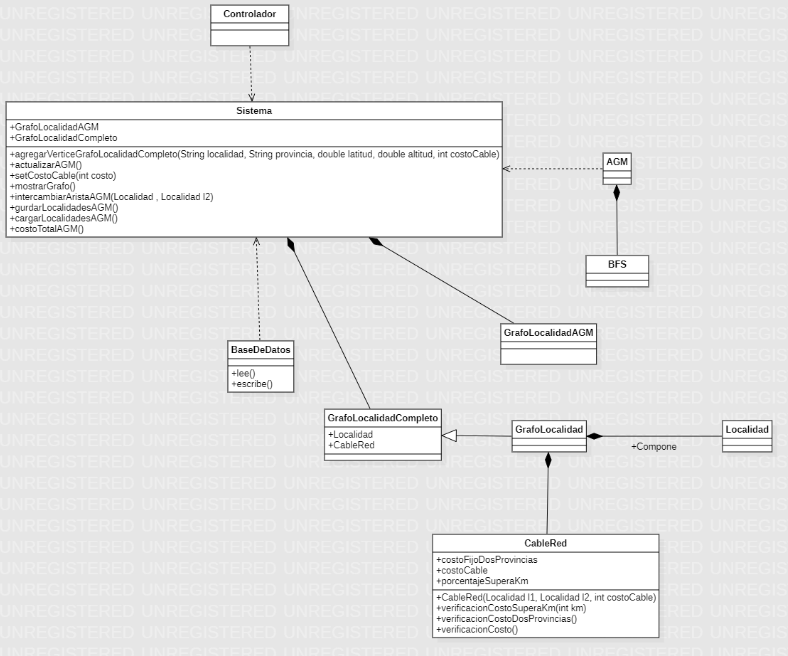 Controlador
Sistema
+GrafoLocalidadAGM
+GrafoLocalidadCompleto
+agregarVerticeGrafoLocalidadCompleto(String localidad, String provincia, double latitud, double altitud, int costoCable)
+actualizarAGM()
+setCostoCable(int costo)
+mostrarGrafo()
+intercambiarAristaAGM(Localidad , Localidad l2)
+gurdarLocalidadesAGM()
+cargarLocalidadesAGM()
+costoTotalAGM()
AGM
BFS
GrafoLocalidadAGM
BaseDeDatos
+lee()
+escribe()
GrafoLocalidadCompleto
+Localidad
+CableRed
GrafoLocalidad
+Compone
Localidad
CableRed
+costoFijoDosProvincias
+costoCable
+porcentajeSuperaKm
+CableRed(Localidad l1, Localidad l2, int costoCable)
+verificacionCostoSuperaKm(int km)
+verificacionCostoDosProvincias()
+verificacionCosto()
UNREGISTERED